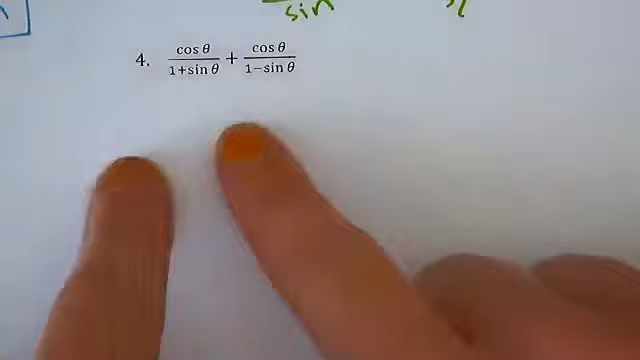 sin
4. cos θ / 1+sin θ + cos θ / 1−sin θ